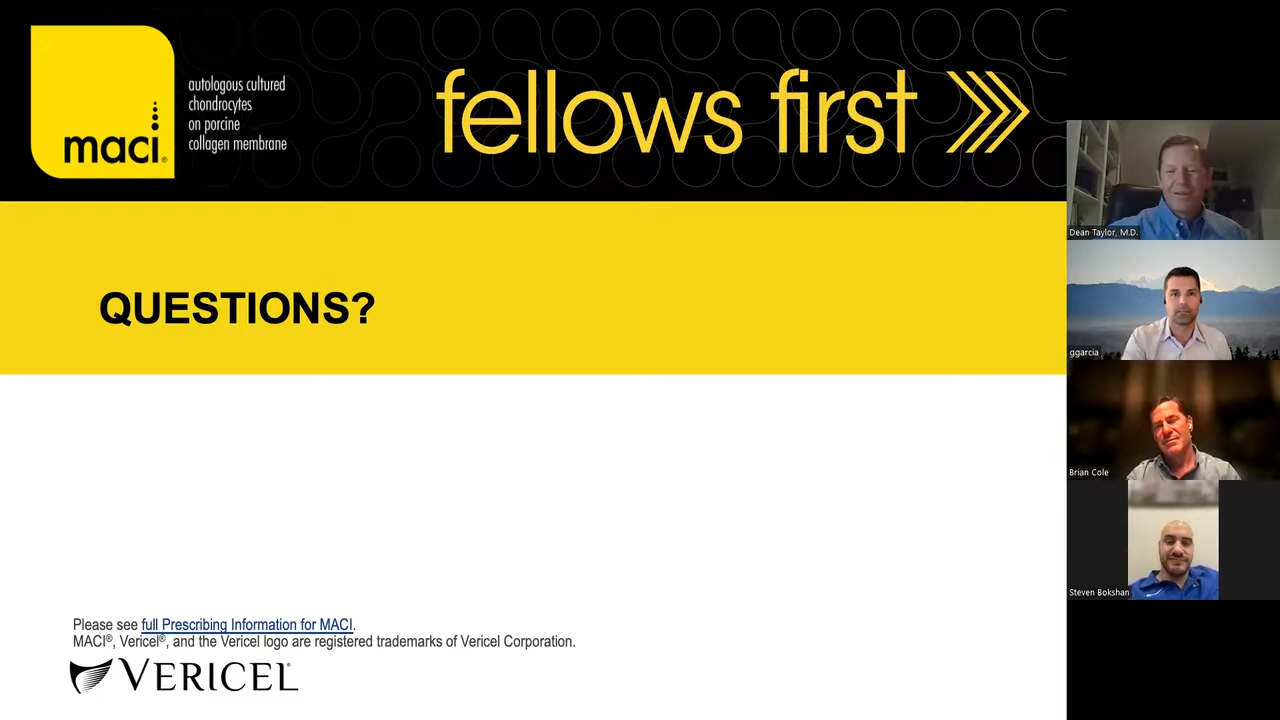 maci®
autologous cultured
chondrocytes
on porcine
collagen membrane
fellows first
QUESTIONS?
Please see full Prescribing Information for MACI.
MACI®, Vericel®, and the Vericel logo are registered trademarks of Vericel Corporation.
VERICEL®
Dean Taylor, M.D.
ggarcia
Brian Cole
Steven Bokshan